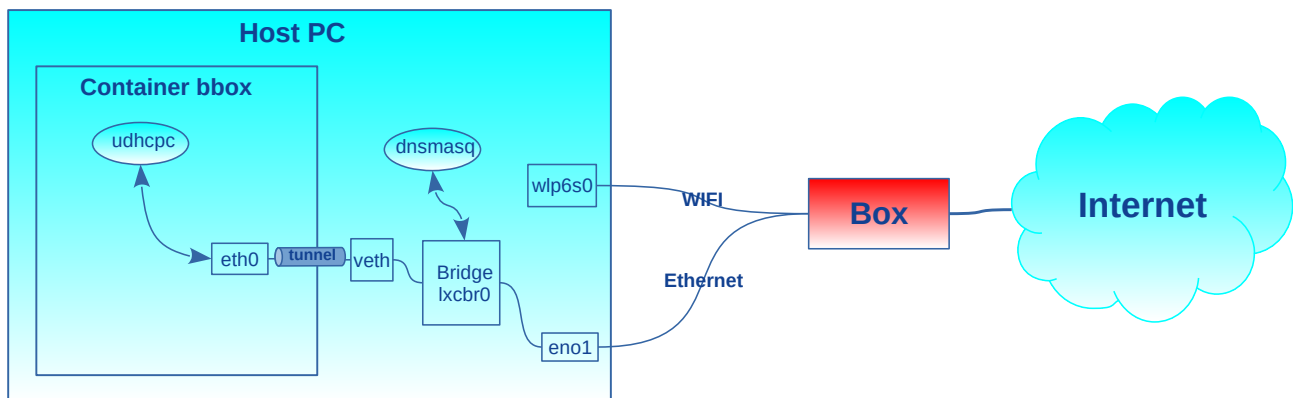 Host PC
Container bbox
udhcpc
dnsmasq
wlp6s0
WIFI
Box
Internet
eth0
tunnel
veth
Bridge
lxcbr0
Ethernet
eno1